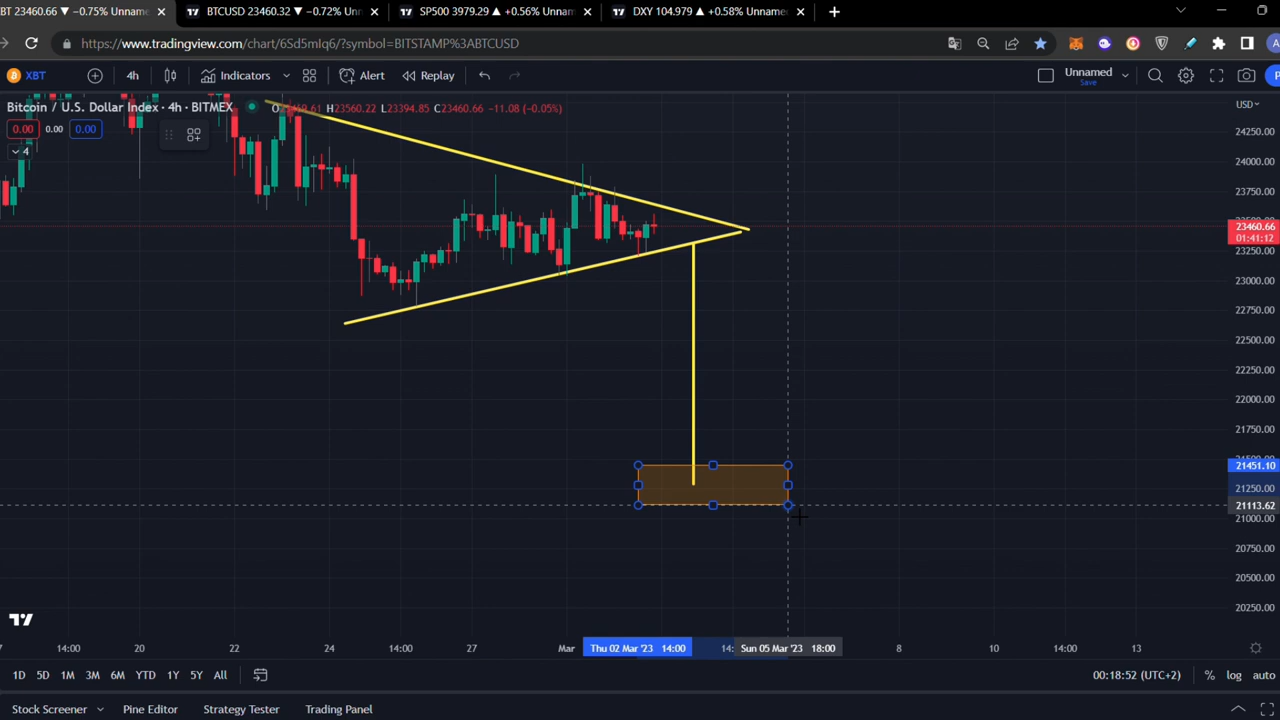 BT 23460.66 ▼ −0.75% Unname
BTCUSD 23460.32 ▼ −0.72% Unn
SP500 3979.29 ▲ +0.56% Unnam
DXY 104.979 ▲ +0.58% Unname
https://www.tradingview.com/chart/6Sd5mIq6/?symbol=BITSTAMP%3ABTCUSD
XBT
4h
Indicators
Alert
Replay
Unnamed
Save
Bitcoin / U.S. Dollar Index · 4h · BITMEX
H23560.22 L23394.85 C23460.66 −11.08 (−0.05%)
USD
0.00 0.00 0.00
4
24250.00
24000.00
23750.00
23460.66
01:41:12
23250.00
23000.00
22750.00
22500.00
22250.00
22000.00
21750.00
21451.10
21250.00
21113.62
21000.00
20750.00
20500.00
20250.00
14:00
20
22
24
14:00
27
Mar
Thu 02 Mar '23 14:00
14:
Sun 05 Mar '23 18:00
8
10
14:00
13
1D 5D 1M 3M 6M YTD 1Y 5Y All
00:18:52 (UTC+2)
% log auto
Stock Screener
Pine Editor
Strategy Tester
Trading Panel